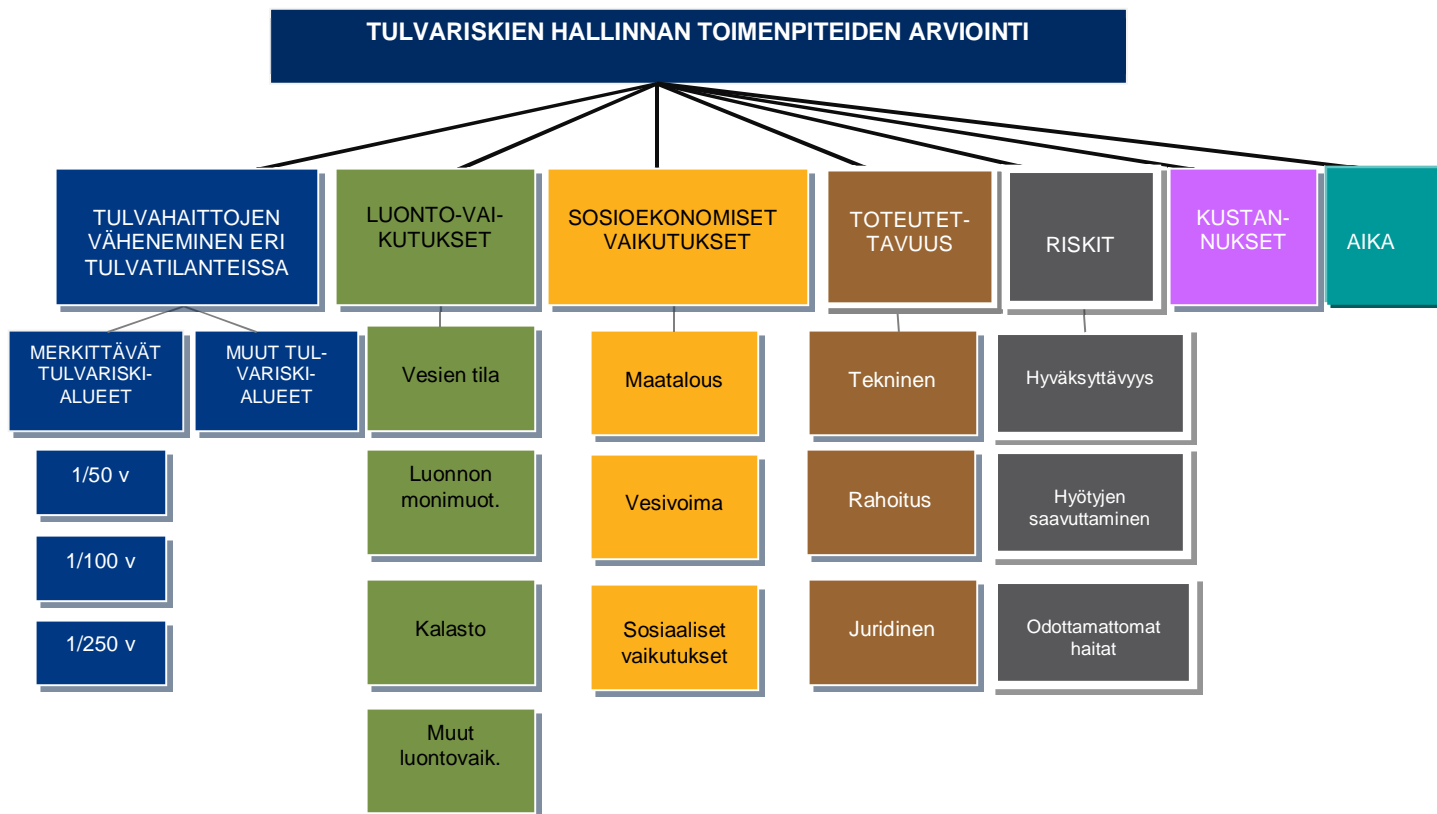 TULVARISKIEN HALLINNAN TOIMENPITEIDEN ARVIOINTI
TULVAHAITTOJEN
VÄHENEMINEN ERI
TULVATILANTEISSA
LUONTO-VAI-
KUTUKSET
SOSIOEKONOMISET
VAIKUTUKSET
TOTEUTET-
TAVUUS
RISKIT
KUSTAN-
NUKSET
AIKA
MERKITTÄVÄT
TULVARISKI-
ALUEET
MUUT TUL-
VARISKI-
ALUEET
1/50 v
1/100 v
1/250 v
Vesien tila
Luonnon
monimuot.
Kalasto
Muut
luontovaik.
Maatalous
Vesivoima
Sosiaaliset
vaikutukset
Tekninen
Rahoitus
Juridinen
Hyväksyttävyys
Hyötyjen
saavuttaminen
Odottamattomat
haitat